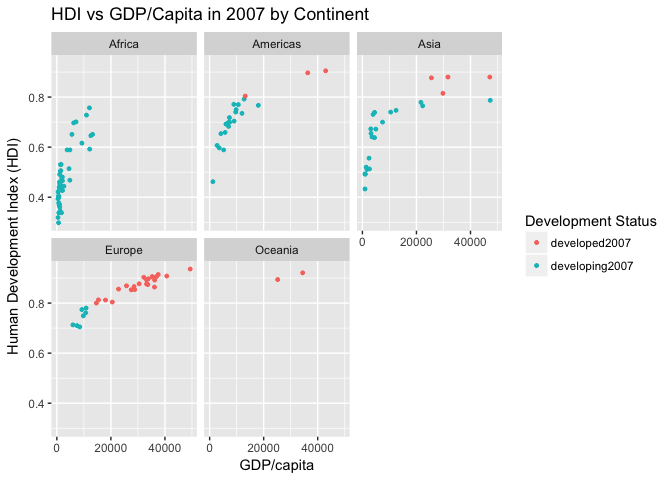 HDI vs GDP/Capita in 2007 by Continent
Africa
Americas
Asia
0.8
0.6
0.4
0 20000 40000
Europe
Oceania
0.8
0.6
0.4
0 20000 40000
0 20000 40000
GDP/capita
Human Development Index (HDI)
Development Status
developed2007
developing2007